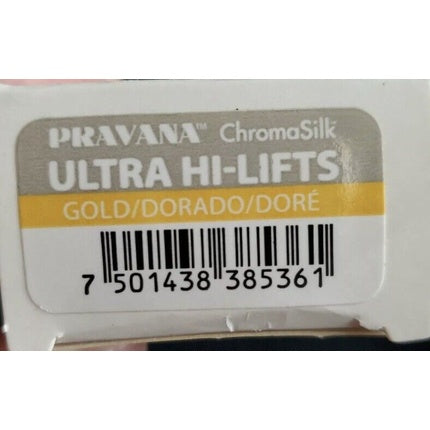 PRAVANA™ ChromaSilk
ULTRA HI-LIFTS
GOLD/DORADO/DORÉ
7 501438 385361